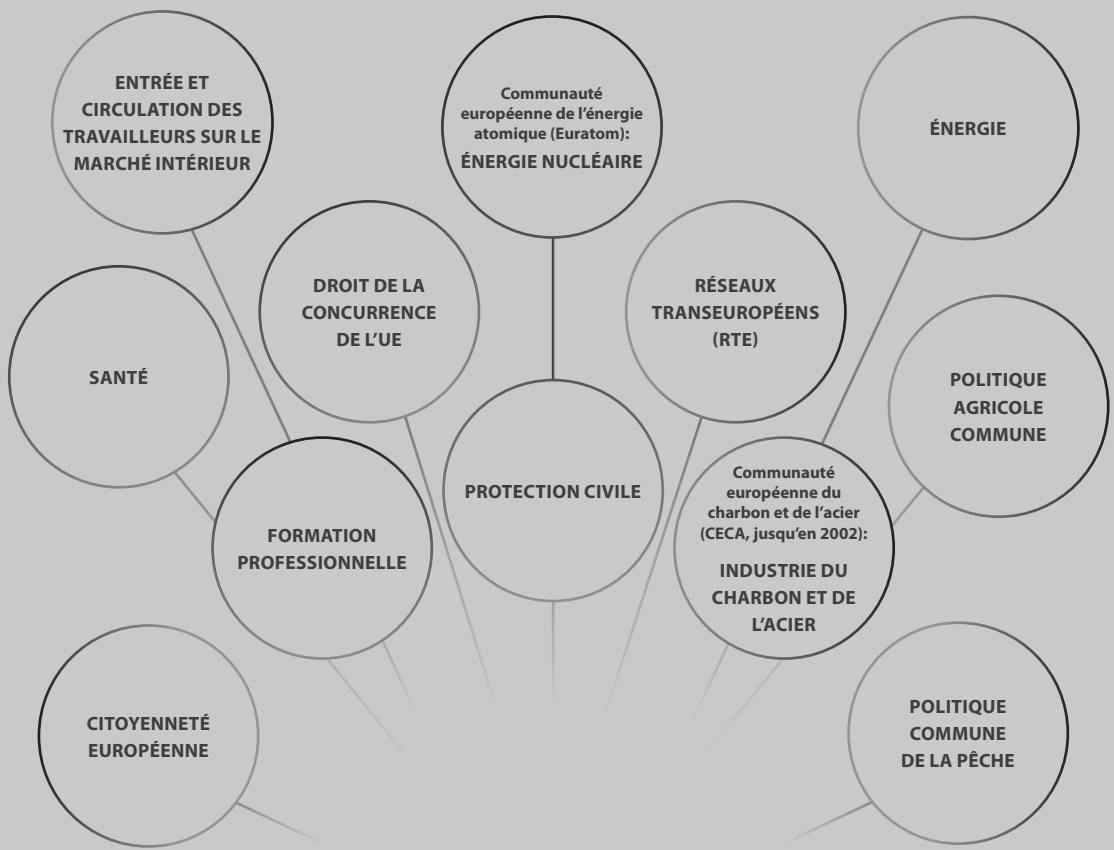 ENTRÉE ET
CIRCULATION DES
TRAVAILLEURS SUR LE
MARCHÉ INTÉRIEUR
Communauté
européenne de l'énergie
atomique (Euratom):
ÉNERGIE NUCLÉAIRE
ÉNERGIE
DROIT DE LA
CONCURRENCE
DE L'UE
RÉSEAUX
TRANSEUROPÉENS
(RTE)
SANTÉ
POLITIQUE
AGRICOLE
COMMUNE
FORMATION
PROFESSIONNELLE
PROTECTION CIVILE
Communauté
européenne du
charbon et de l'acier
(CECA, jusqu'en 2002):
INDUSTRIE DU
CHARBON ET DE
L'ACIER
CITOYENNETÉ
EUROPÉENNE
POLITIQUE
COMMUNE
DE LA PÊCHE